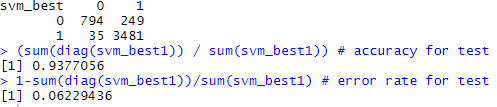 svm_best 0 1
0 794 249
1 35 3481
> (sum(diag(svm_best1)) / sum(svm_best1)) # accuracy for test
[1] 0.9377056
> 1-sum(diag(svm_best1))/sum(svm_best1) # error rate for test
[1] 0.06229436